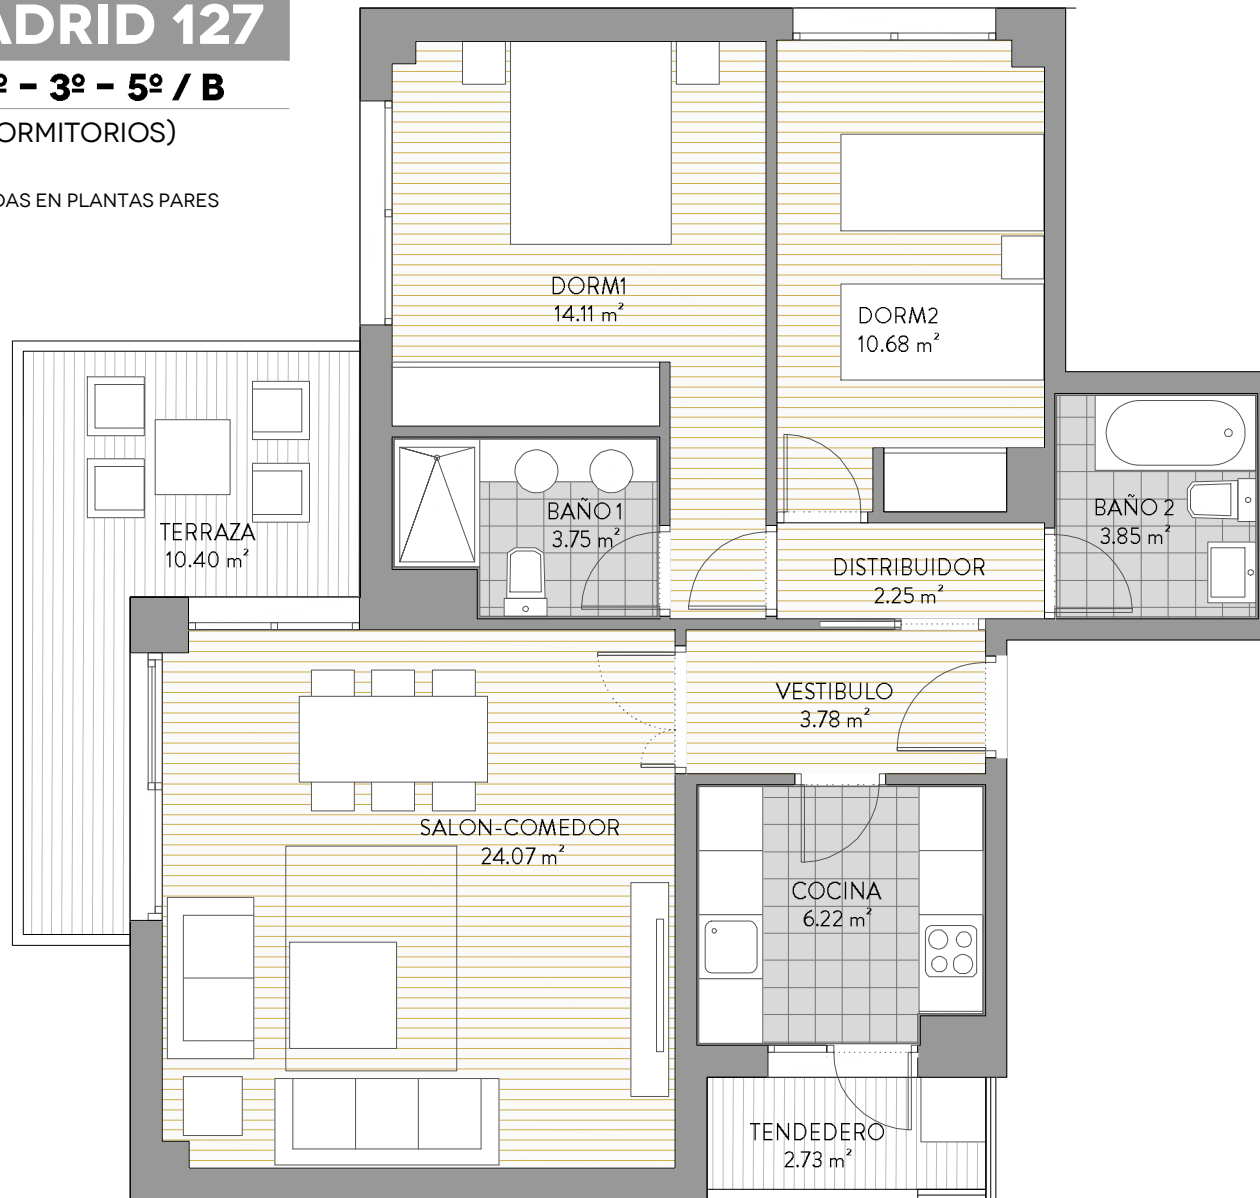 ADRID 127
º - 3º - 5º / B
ORMITORIOS)
DAS EN PLANTAS PARES
DORM1
14.11 m²
DORM2
10.68 m²
TERRAZA
10.40 m²
BAÑO 1
3.75 m²
BAÑO 2
3.85 m²
DISTRIBUIDOR
2.25 m²
VESTIBULO
3.78 m²
SALON-COMEDOR
24.07 m²
COCINA
6.22 m²
TENDEDERO
2.73 m²